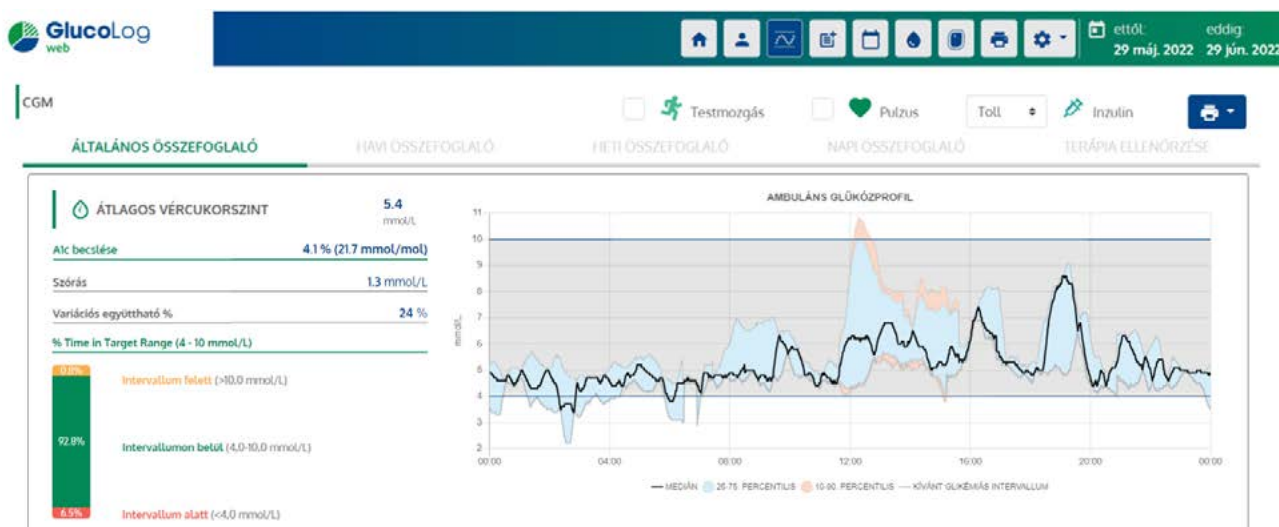 GlucoLog
web
ettől: eddig:
29 máj. 2022 29 jún. 2022
CGM
Testmozgás Pulzus Toll Inzulin
ÁLTALÁNOS ÖSSZEFOGLALÓ HAVI ÖSSZEFOGLALÓ HETI ÖSSZEFOGLALÓ NAPI ÖSSZEFOGLALÓ TERÁPIA ELLENŐRZÉSE
ÁTLAGOS VÉRCUKORSZINT 5.4
mmol/L
A1c becslése 4.1 % (21.7 mmol/mol)
Szórás 1.3 mmol/L
Variációs együttható % 24 %
% Time in Target Range (4 - 10 mmol/L)
0.8% Intervallum felett (>10,0 mmol/L)
92.8% Intervallumon belül (4,0-10,0 mmol/L)
6.5% Intervallum alatt (<4,0 mmol/L)
AMBULÁNS GLÜKÓZPROFIL
11
10
9
8
7
6
5
4
3
2
mmol/L
00:00 04:00 08:00 12:00 16:00 20:00 00:00
MEDIÁN 25-75. PERCENTILIS 10-90. PERCENTILIS KÍVÁNT GLIKÉMIÁS INTERVALLUM